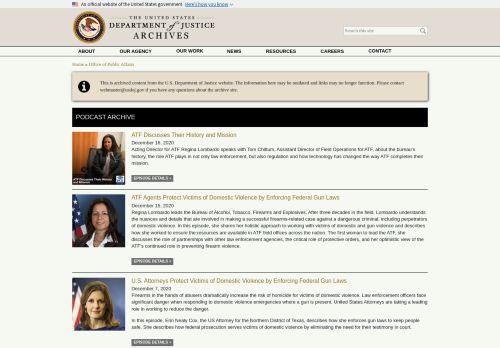 An official website of the United States government   Here's how you know
THE UNITED STATES
DEPARTMENT of JUSTICE
ARCHIVES
Search this site
ABOUT   OUR AGENCY   OUR WORK   NEWS   RESOURCES   CAREERS   CONTACT
Home » Office of Public Affairs
This is archived content from the U.S. Department of Justice website. The information here may be outdated and links may no longer function. Please contact
webmaster@usdoj.gov if you have any questions about the archive site.
PODCAST ARCHIVE
ATF Discusses Their History and Mission
December 18, 2020
Acting Director for ATF Regina Lombardo speaks with Tom Chittum, Assistant Director of Field Operations for ATF, about the bureau's
history, the role ATF plays in not only law enforcement, but also regulation and how technology has changed the way ATF completes their
mission.
ATF Discusses Their History
and Mission
EPISODE DETAILS »
ATF Agents Protect Victims of Domestic Violence by Enforcing Federal Gun Laws
December 15, 2020
Regina Lombardo leads the Bureau of Alcohol, Tobacco, Firearms and Explosives. After three decades in the field, Lombardo understands
the nuances and details that are involved in making a successful firearms-related case against a dangerous criminal. Including perpetrators
of domestic violence. In this episode, she shares her holistic approach to working with victims of domestic and gun violence and describes
how she worked to ensure the resources are available in ATF field offices across the nation. The first woman to lead the ATF, she
discusses the role of partnerships with other law enforcement agencies, the critical role of protective orders, and her optimistic view of the
ATF's continued role in preventing firearm violence.
EPISODE DETAILS »
U.S. Attorneys Protect Victims of Domestic Violence by Enforcing Federal Gun Laws
December 7, 2020
Firearms in the hands of abusers dramatically increase the risk of homicide for victims of domestic violence. Law enforcement officers face
significant danger when responding to domestic violence emergencies where a gun is present. United States Attorneys are taking a leading
role in working to reduce the danger.
In this episode, Erin Nealy Cox, the US Attorney for the Northern District of Texas, describes how she enforces gun laws to keep people
safe. She describes how federal prosecution serves victims of domestic violence by eliminating the need for their testimony in court.
EPISODE DETAILS »